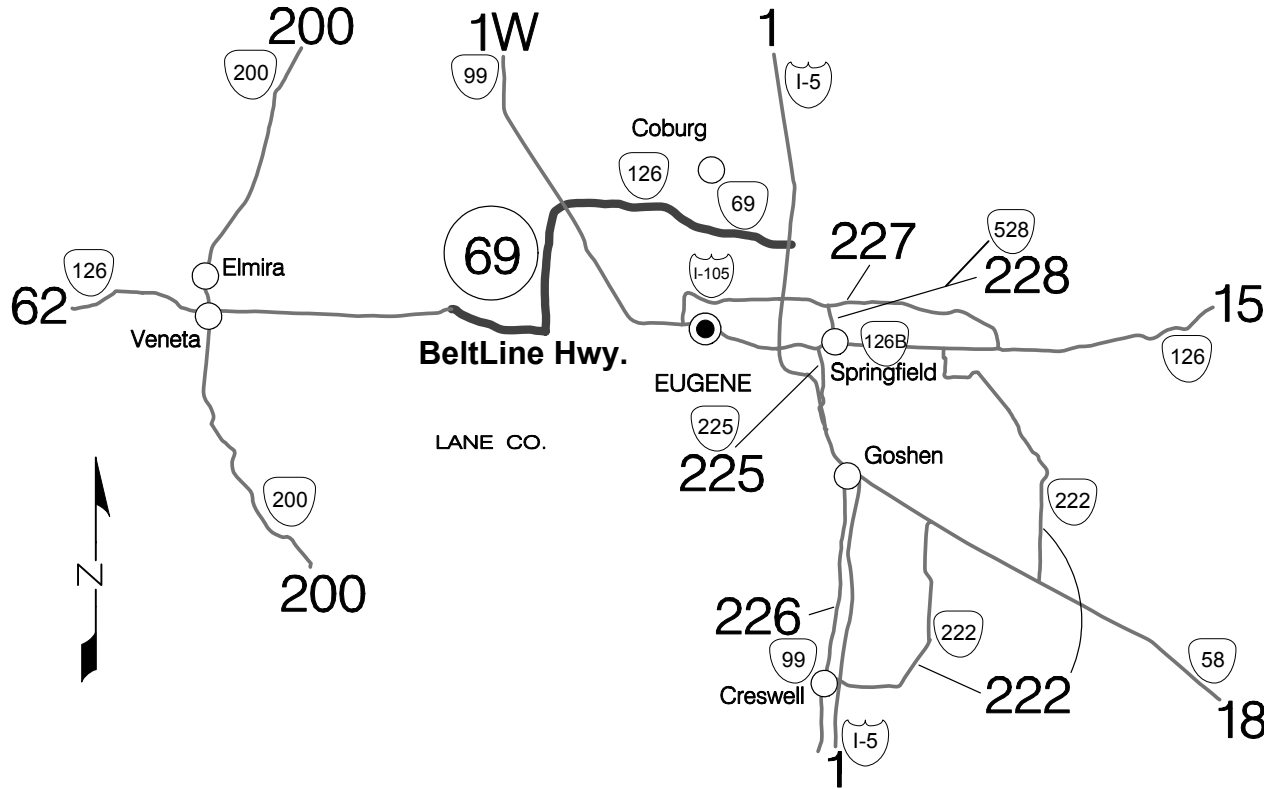 200
1W
1
200
99
I-5
Coburg
126
69
227
528
228
69
I-105
Elmira
126
62
15
Veneta
BeltLine Hwy.
126B
Springfield
126
EUGENE
225
LANE CO.
225
Goshen
200
222
N
200
226
222
99
58
Creswell
222
18
I-5
1